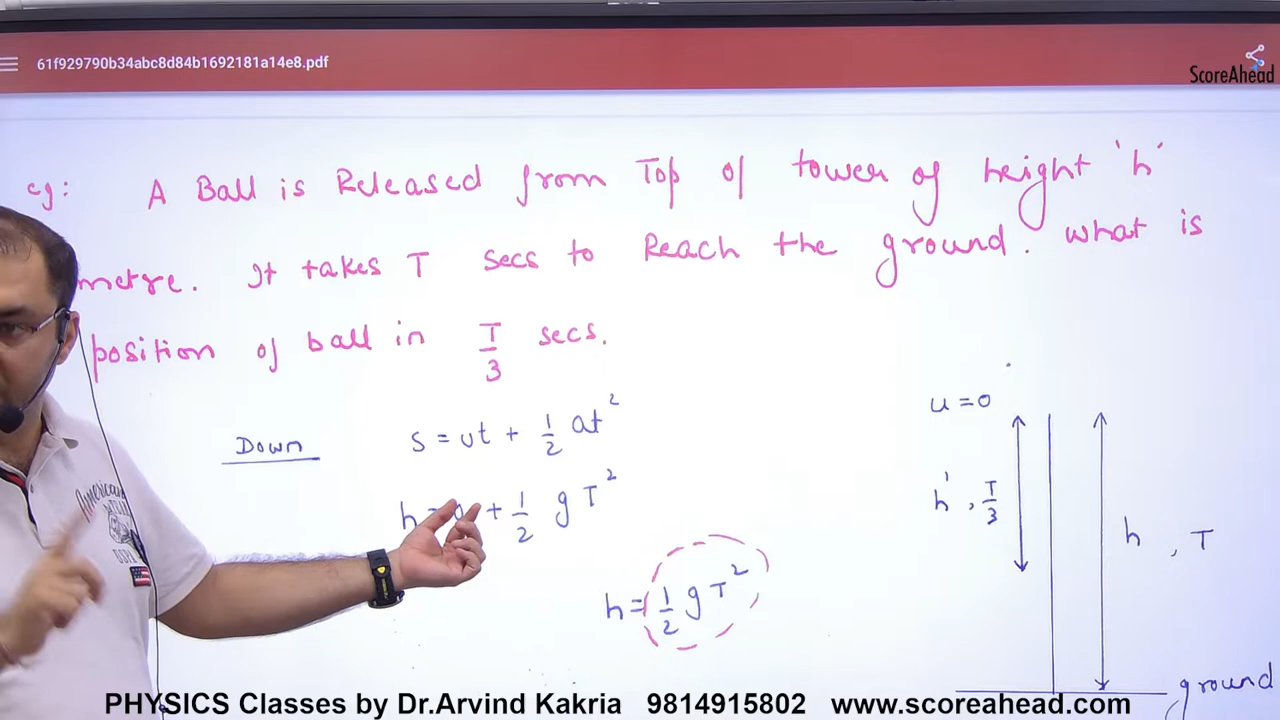 61f929790b34abc8d84b1692181a14e8.pdf
ScoreAhead
eg: A Ball is Released from Top of tower of height 'h'
metre. It takes T secs to Reach the ground. What is
position of ball in T/3 secs.
Down
s = ut + 1/2 at²
h = 0 + 1/2 g T²
h = 1/2 g T²
u = 0
h', T/3
h, T
ground
American
PHYSICS Classes by Dr.Arvind Kakria 9814915802 www.scoreahead.com